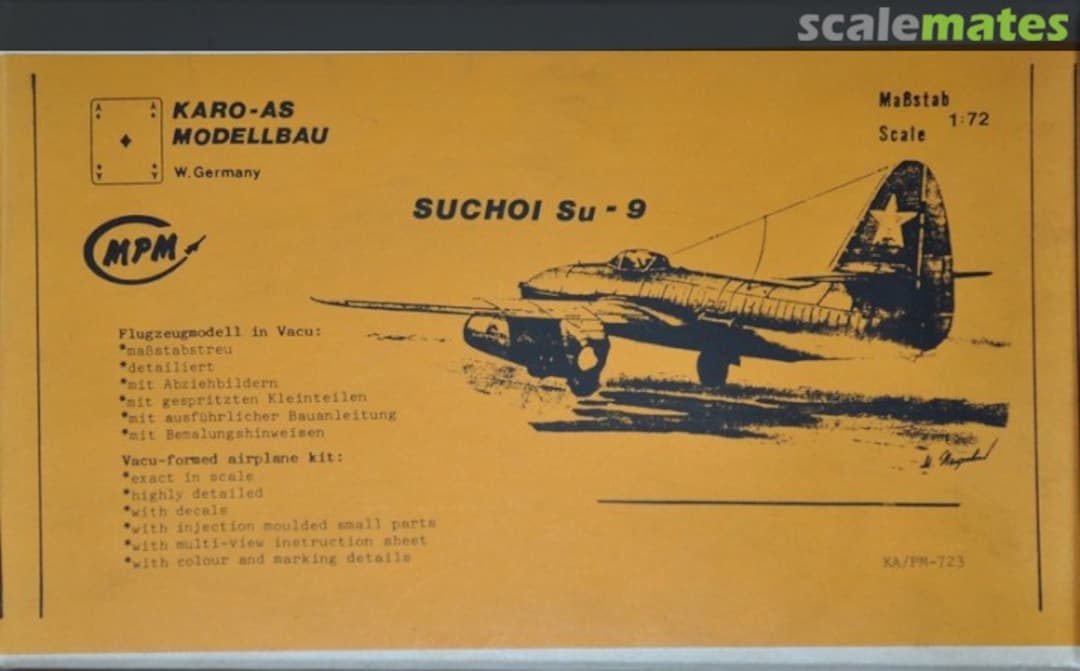 scalemates
KARO-AS
MODELLBAU
W.Germany
MPM
Maßstab
Scale
1:72
SUCHOI Su - 9
Flugzeugmodell in Vacu:
*maßstabstreu
*detailiert
*mit Abziehbildern
*mit gespritzten Kleinteilen
*mit ausführlicher Bauanleitung
*mit Bemalungshinweisen
Vacu-formed airplane kit:
*exact in scale
*highly detailed
*with decals
*with injection moulded small parts
*with multi-view instruction sheet
*with colour and marking details
KA/PM-723